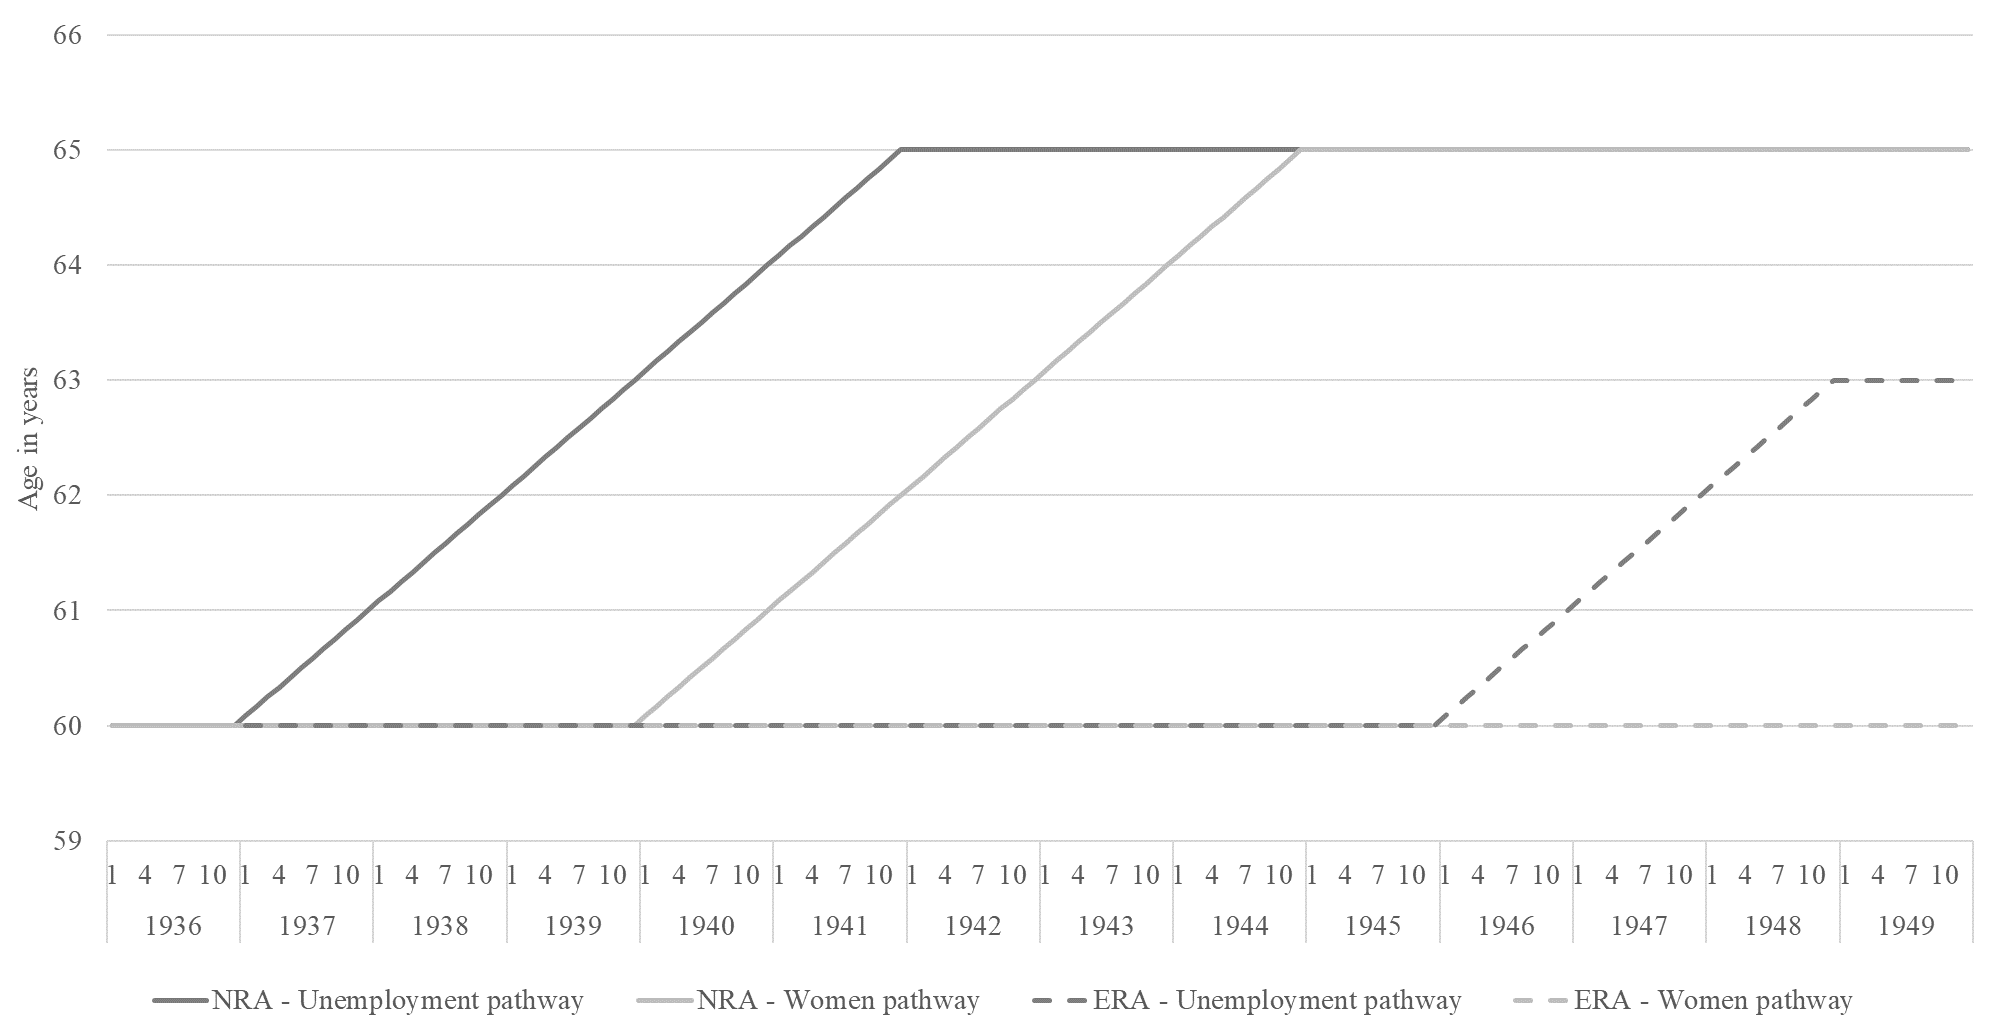 66
65
64
63
62
61
60
59
Age in years
1 4 7 10 1 4 7 10 1 4 7 10 1 4 7 10 1 4 7 10 1 4 7 10 1 4 7 10 1 4 7 10 1 4 7 10 1 4 7 10 1 4 7 10 1 4 7 10 1 4 7 10 1 4 7 10
1936 1937 1938 1939 1940 1941 1942 1943 1944 1945 1946 1947 1948 1949
NRA - Unemployment pathway NRA - Women pathway ERA - Unemployment pathway ERA - Women pathway